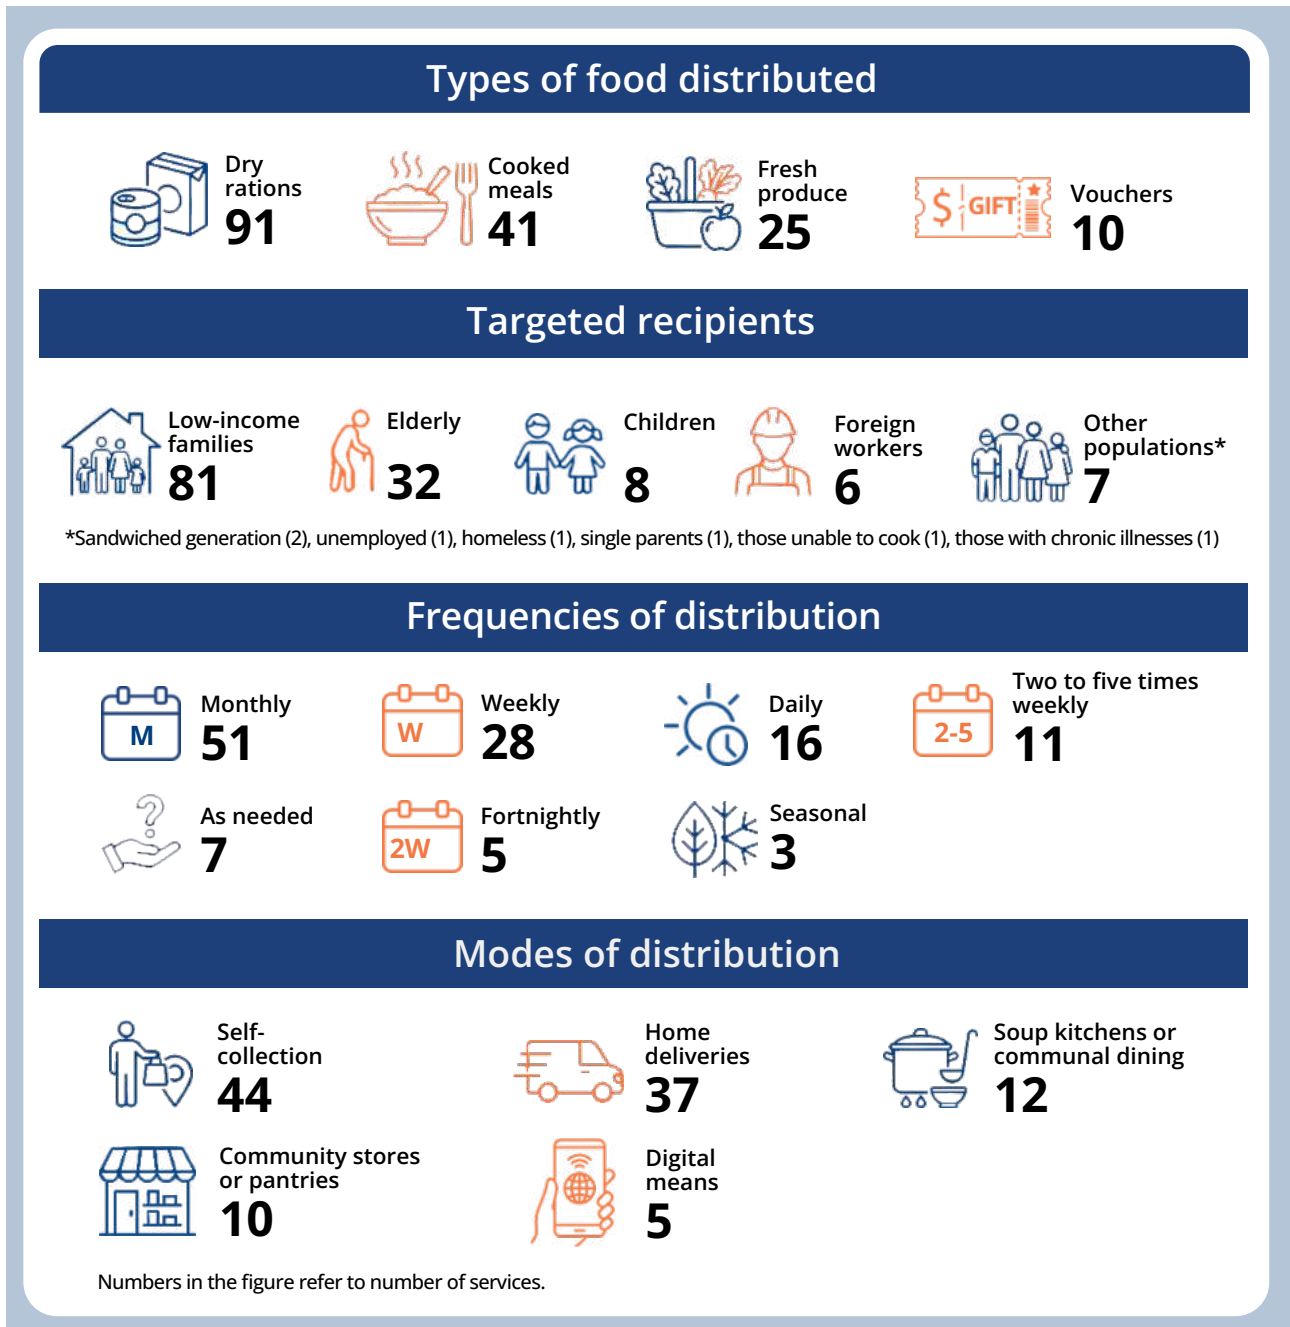 Types of food distributed
Dry
rations
91
Cooked
meals
41
Fresh
produce
25
$ GIFT
Vouchers
10
Targeted recipients
Low-income
families
81
Elderly
32
Children
8
Foreign
workers
6
Other
populations*
7
*Sandwiched generation (2), unemployed (1), homeless (1), single parents (1), those unable to cook (1), those with chronic illnesses (1)
Frequencies of distribution
M
Monthly
51
W
Weekly
28
Daily
16
2-5
Two to five times
weekly
11
?
As needed
7
2W
Fortnightly
5
Seasonal
3
Modes of distribution
Self-
collection
44
Home
deliveries
37
Soup kitchens or
communal dining
12
Community stores
or pantries
10
Digital
means
5
Numbers in the figure refer to number of services.